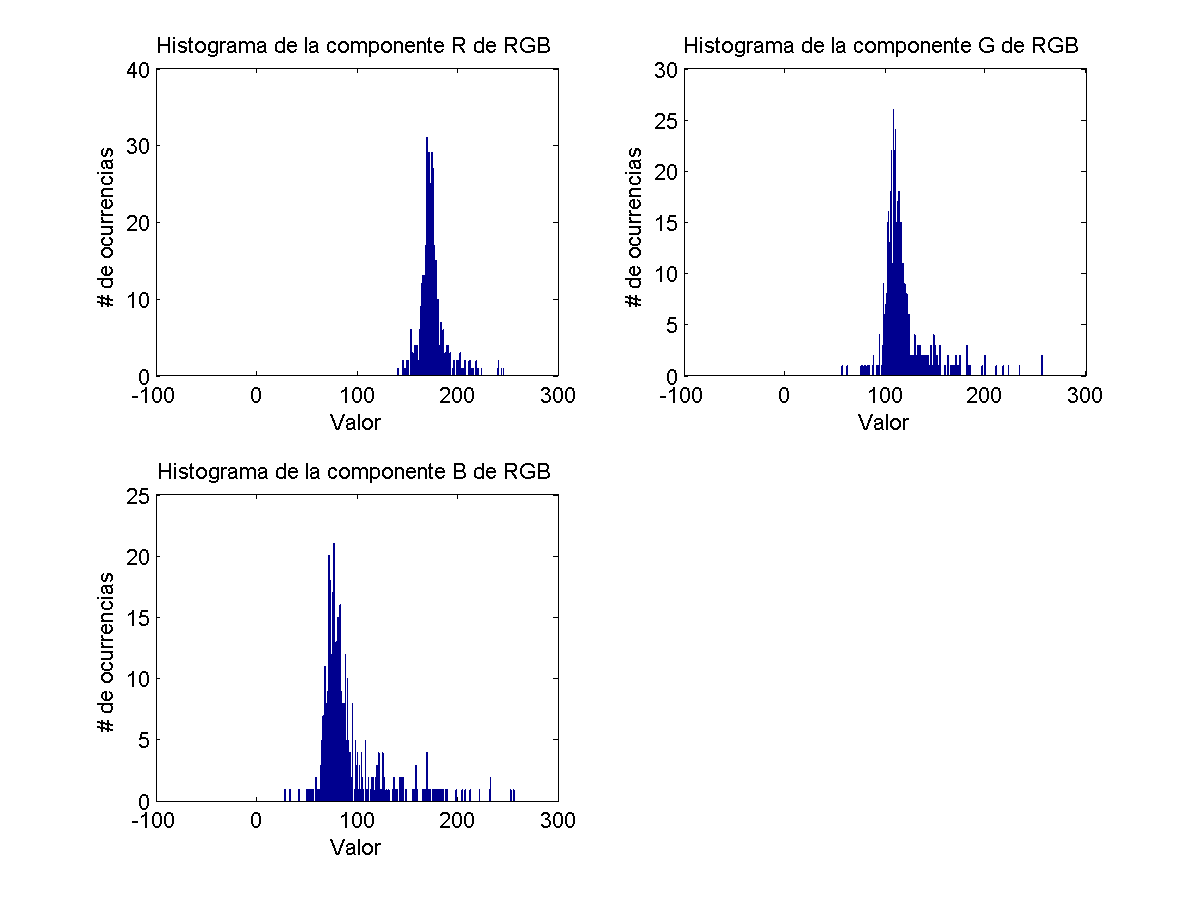 Histograma de la componente R de RGB
40
30
20
10
0
# de ocurrencias
-100 0 100 200 300
Valor
Histograma de la componente G de RGB
30
25
20
15
10
5
0
# de ocurrencias
-100 0 100 200 300
Valor
Histograma de la componente B de RGB
25
20
15
10
5
0
# de ocurrencias
-100 0 100 200 300
Valor